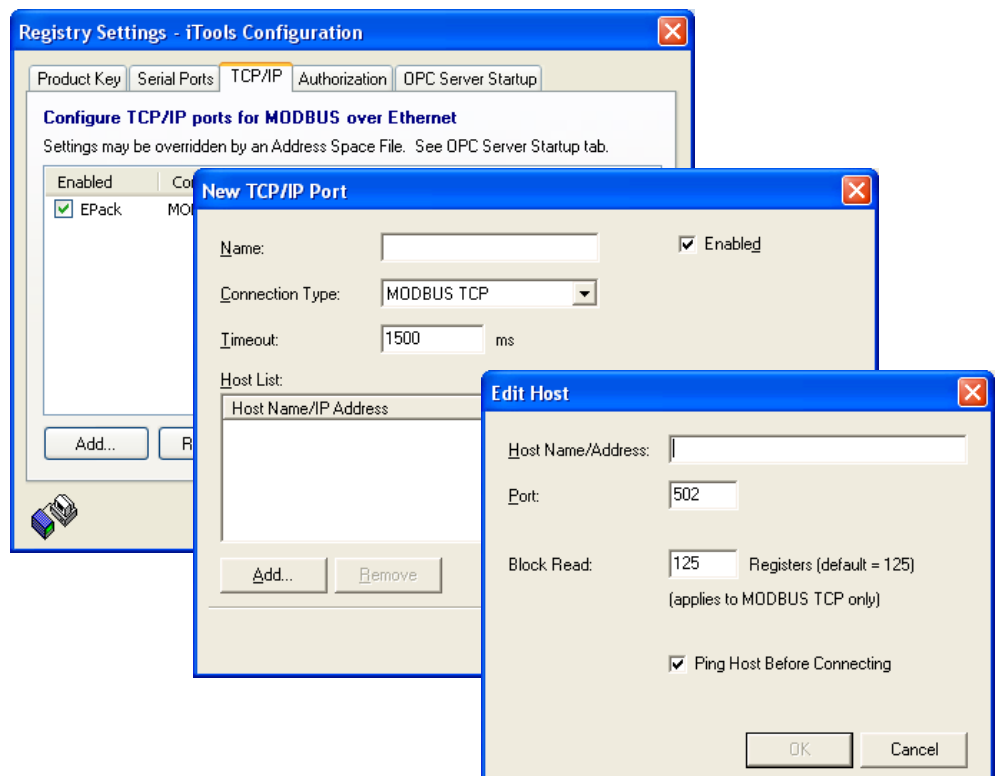 Registry Settings - iTools Configuration
Product Key Serial Ports TCP/IP Authorization OPC Server Startup
Configure TCP/IP ports for MODBUS over Ethernet
Settings may be overridden by an Address Space File. See OPC Server Startup tab.
Enabled
EPack
Add...
New TCP/IP Port
Name:
Enabled
Connection Type: MODBUS TCP
Timeout: 1500 ms
Host List:
Host Name/IP Address
Add... Remove
Edit Host
Host Name/Address:
Port: 502
Block Read: 125 Registers (default = 125)
(applies to MODBUS TCP only)
Ping Host Before Connecting
OK Cancel